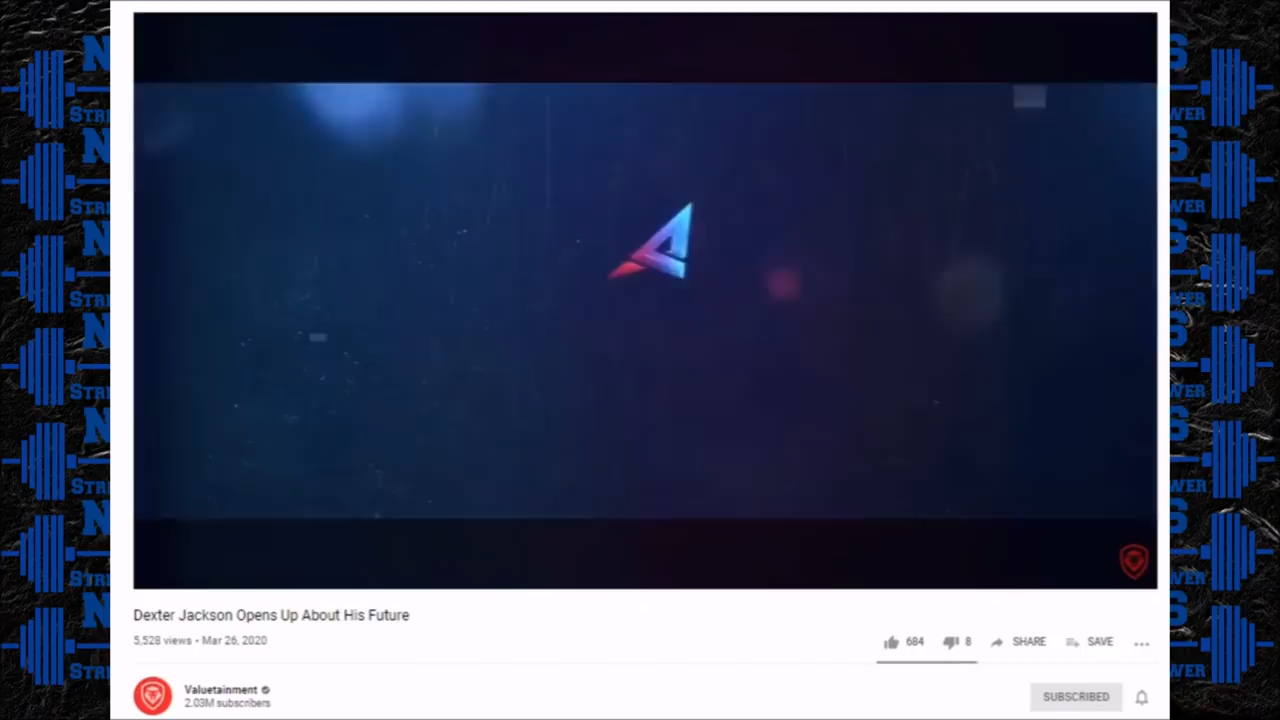 Dexter Jackson Opens Up About His Future
5,528 views • Mar 26, 2020
684
8
SHARE
SAVE
Valuetainment
2.03M subscribers
SUBSCRIBED